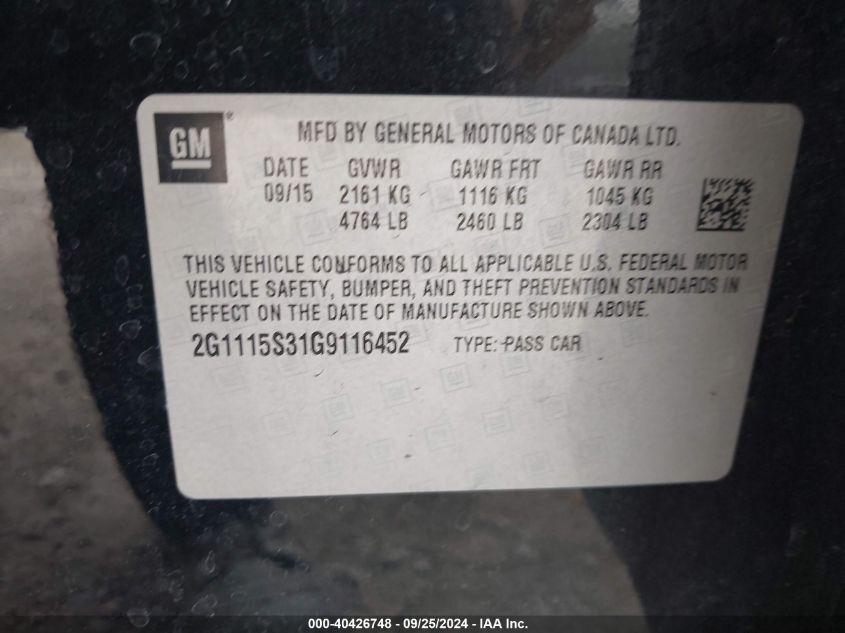 GM ®
MFD BY GENERAL MOTORS OF CANADA LTD.
DATE GVWR GAWR FRT GAWR RR
09/15 2161 KG 1116 KG 1045 KG
4764 LB 2460 LB 2304 LB
THIS VEHICLE CONFORMS TO ALL APPLICABLE U.S. FEDERAL MOTOR
VEHICLE SAFETY, BUMPER, AND THEFT PREVENTION STANDARDS IN
EFFECT ON THE DATE OF MANUFACTURE SHOWN ABOVE.
2G1115S31G9116452 TYPE: PASS CAR
000-40426748 - 09/25/2024 - IAA Inc.